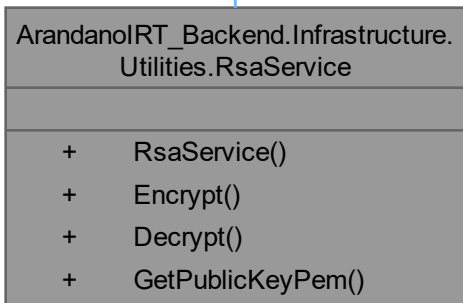 ArandanoIRT_Backend.Infrastructure.
Utilities.RsaService
+ RsaService()
+ Encrypt()
+ Decrypt()
+ GetPublicKeyPem()